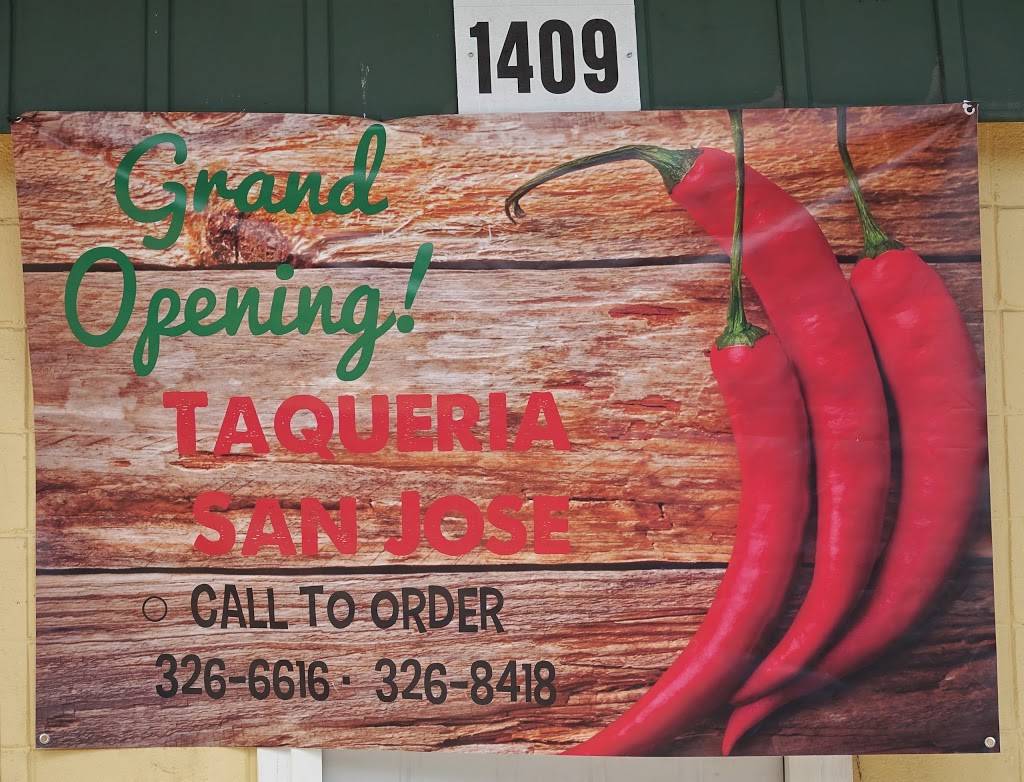 1409
Grand
Opening!
TAQUERIA
SAN JOSE
○ CALL TO ORDER
326-6616 · 326-8418